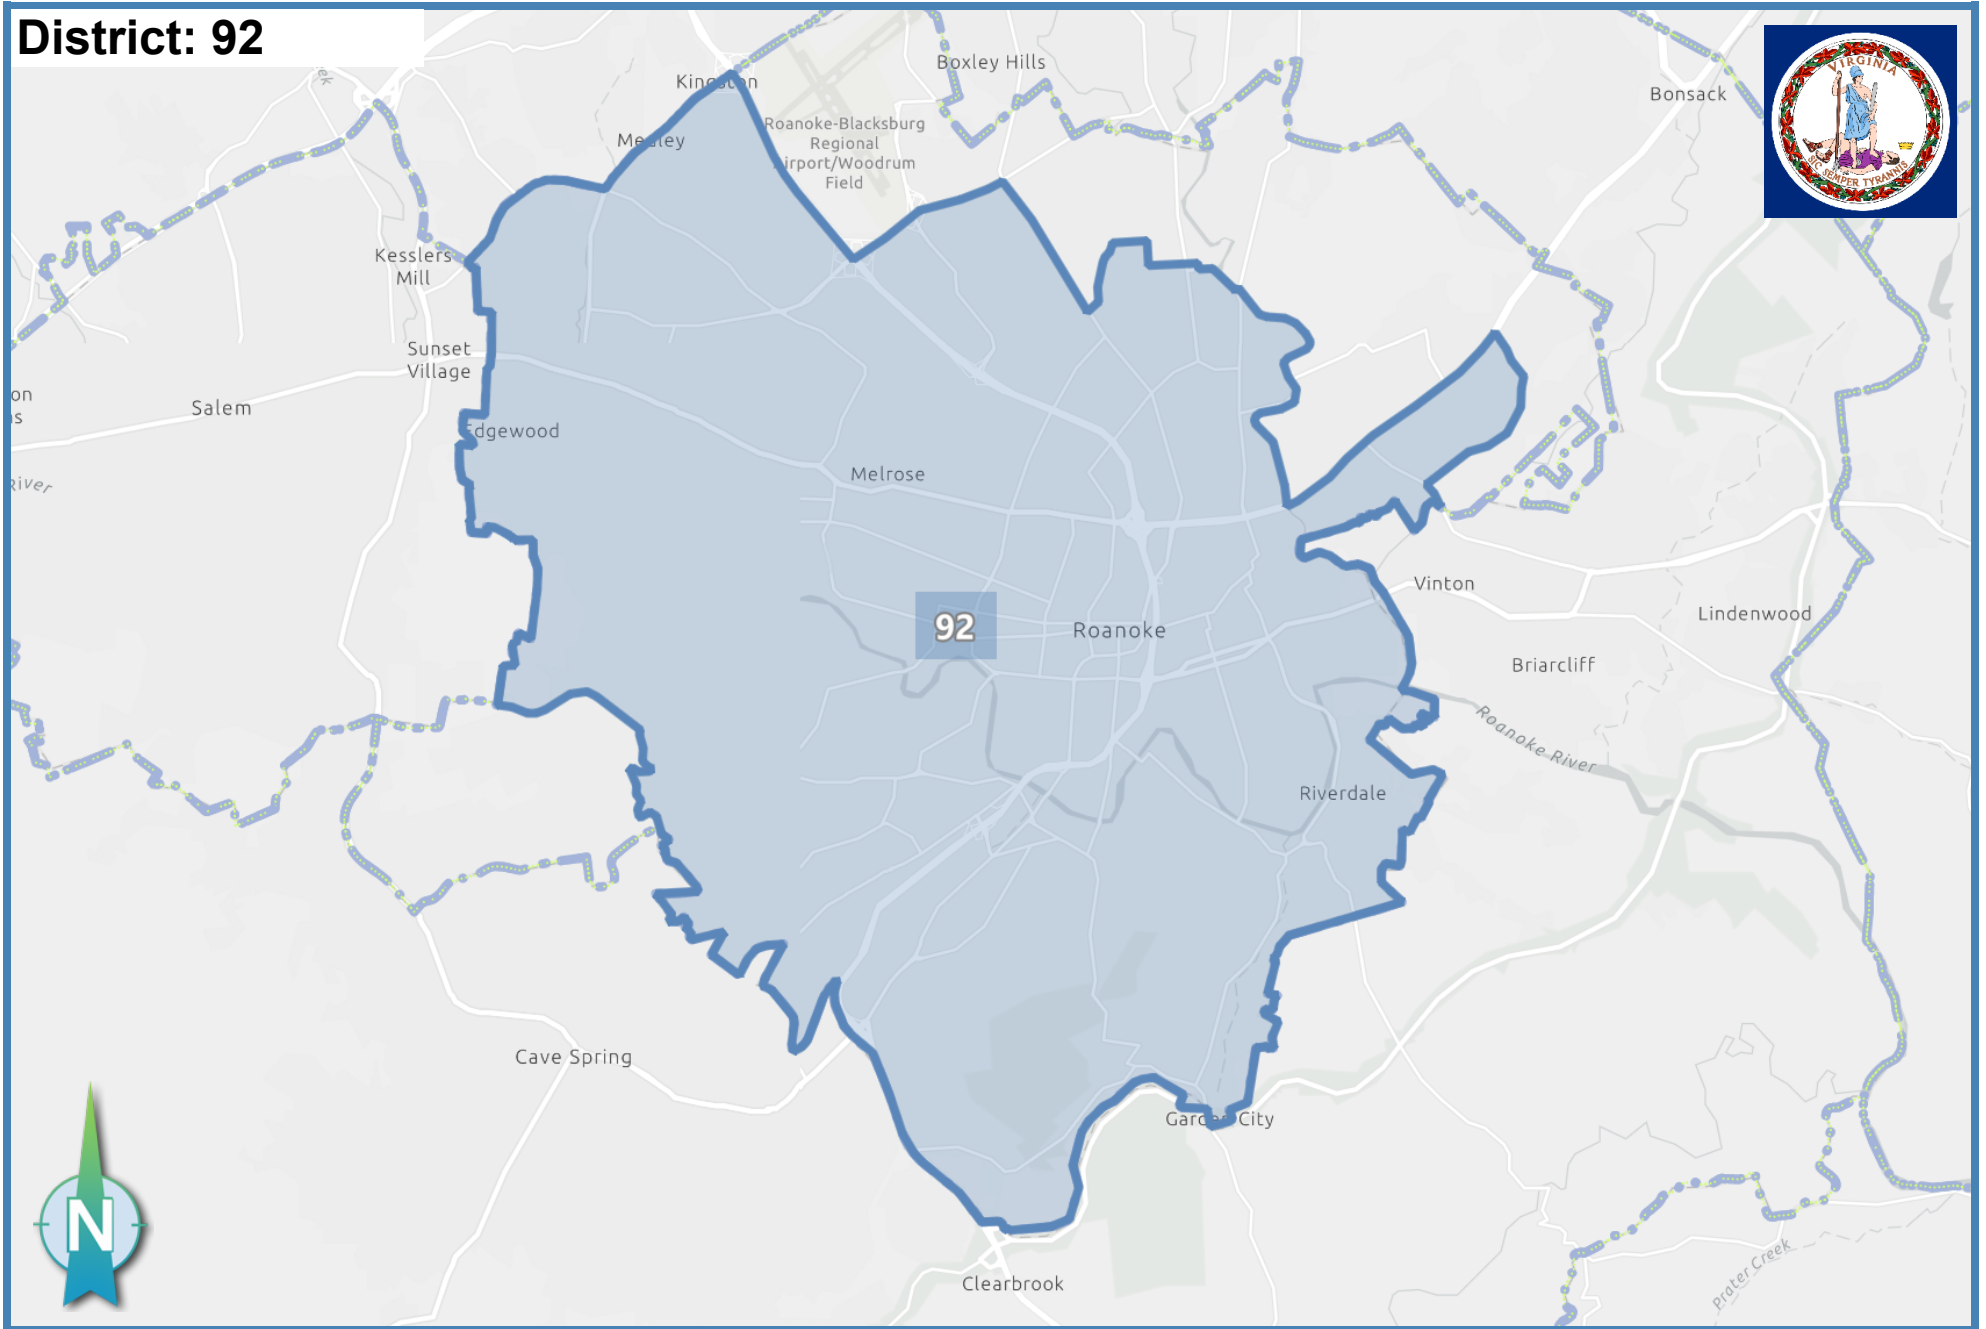 District: 92
Boxley Hills
Kingston
Bonsack
VIRGINIA
SIC SEMPER TYRANNIS
Roanoke-Blacksburg
Regional
Airport/Woodrum
Field
Medley
Kesslers
Mill
Sunset
Village
Salem
Edgewood
Melrose
River
92
Roanoke
Vinton
Lindenwood
Briarcliff
Roanoke River
Riverdale
Cave Spring
Garden City
Clearbrook
Prater Creek
N